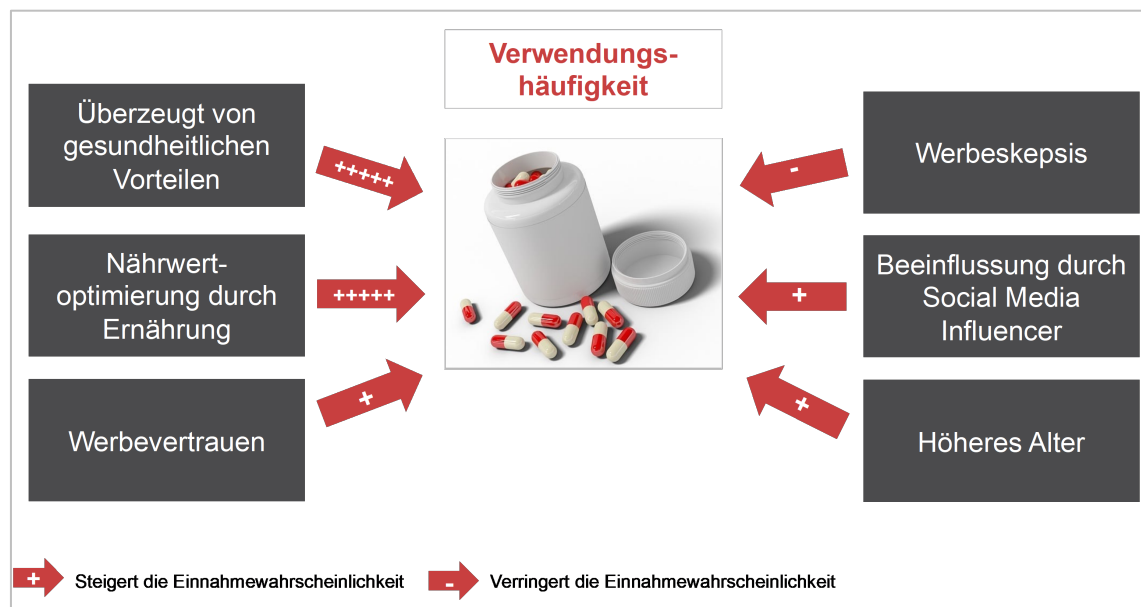 Verwendungs-
häufigkeit
Überzeugt von
gesundheitlichen
Vorteilen
+++++
Nährwert-
optimierung durch
Ernährung
+++++
Werbevertrauen
+
Werbeskepsis
-
Beeinflussung durch
Social Media
Influencer
+
Höheres Alter
+
+ Steigert die Einnahmewahrscheinlichkeit
- Verringert die Einnahmewahrscheinlichkeit